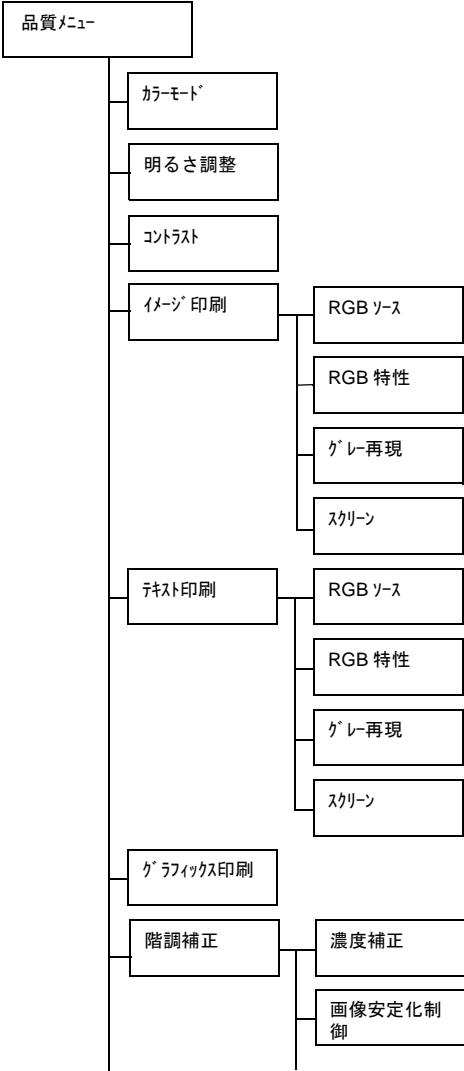 品質ﾒﾆｭｰ
ｶﾗｰﾓｰﾄﾞ
明るさ調整
ｺﾝﾄﾗｽﾄ
ｲﾒｰｼﾞ印刷
RGB ｿｰｽ
RGB 特性
ｸﾞﾚｰ再現
ｽｸﾘｰﾝ
ﾃｷｽﾄ印刷
RGB ｿｰｽ
RGB 特性
ｸﾞﾚｰ再現
ｽｸﾘｰﾝ
ｸﾞﾗﾌｨｯｸｽ印刷
階調補正
濃度補正
画像安定化制
御